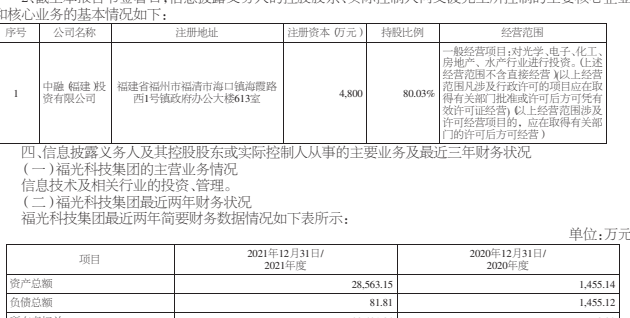 和核心业务的基本情况如下：
序号 公司名称 注册地址 注册资本（万元） 持股比例 经营范围
一般经营项目：对光学、电子、化工、
房地产、水产行业进行投资。（上述
经营范围不含直接经营）（以上经营
范围凡涉及行政许可的项目应在取
得有关部门批准或许可后方可凭有
效许可证经营）（以上经营范围涉及
许可经营项目的，应在取得有关部
门的许可后方可经营）
1 中融（福建）投资有限公司 福建省福州市福清市海口镇海霞路西1号镇政府办公大楼613室 4,800 80.03%
四、信息披露义务人及其控股股东或实际控制人从事的主要业务及最近三年财务状况
（一）福光科技集团的主营业务情况
信息技术及相关行业的投资、管理。
（二）福光科技集团最近两年财务状况
福光科技集团最近两年简要财务数据情况如下表所示：
单位：万元
项目 2021年12月31日/2021年度 2020年12月31日/2020年度
资产总额 28,563.15 1,455.14
负债总额 81.81 1,455.12